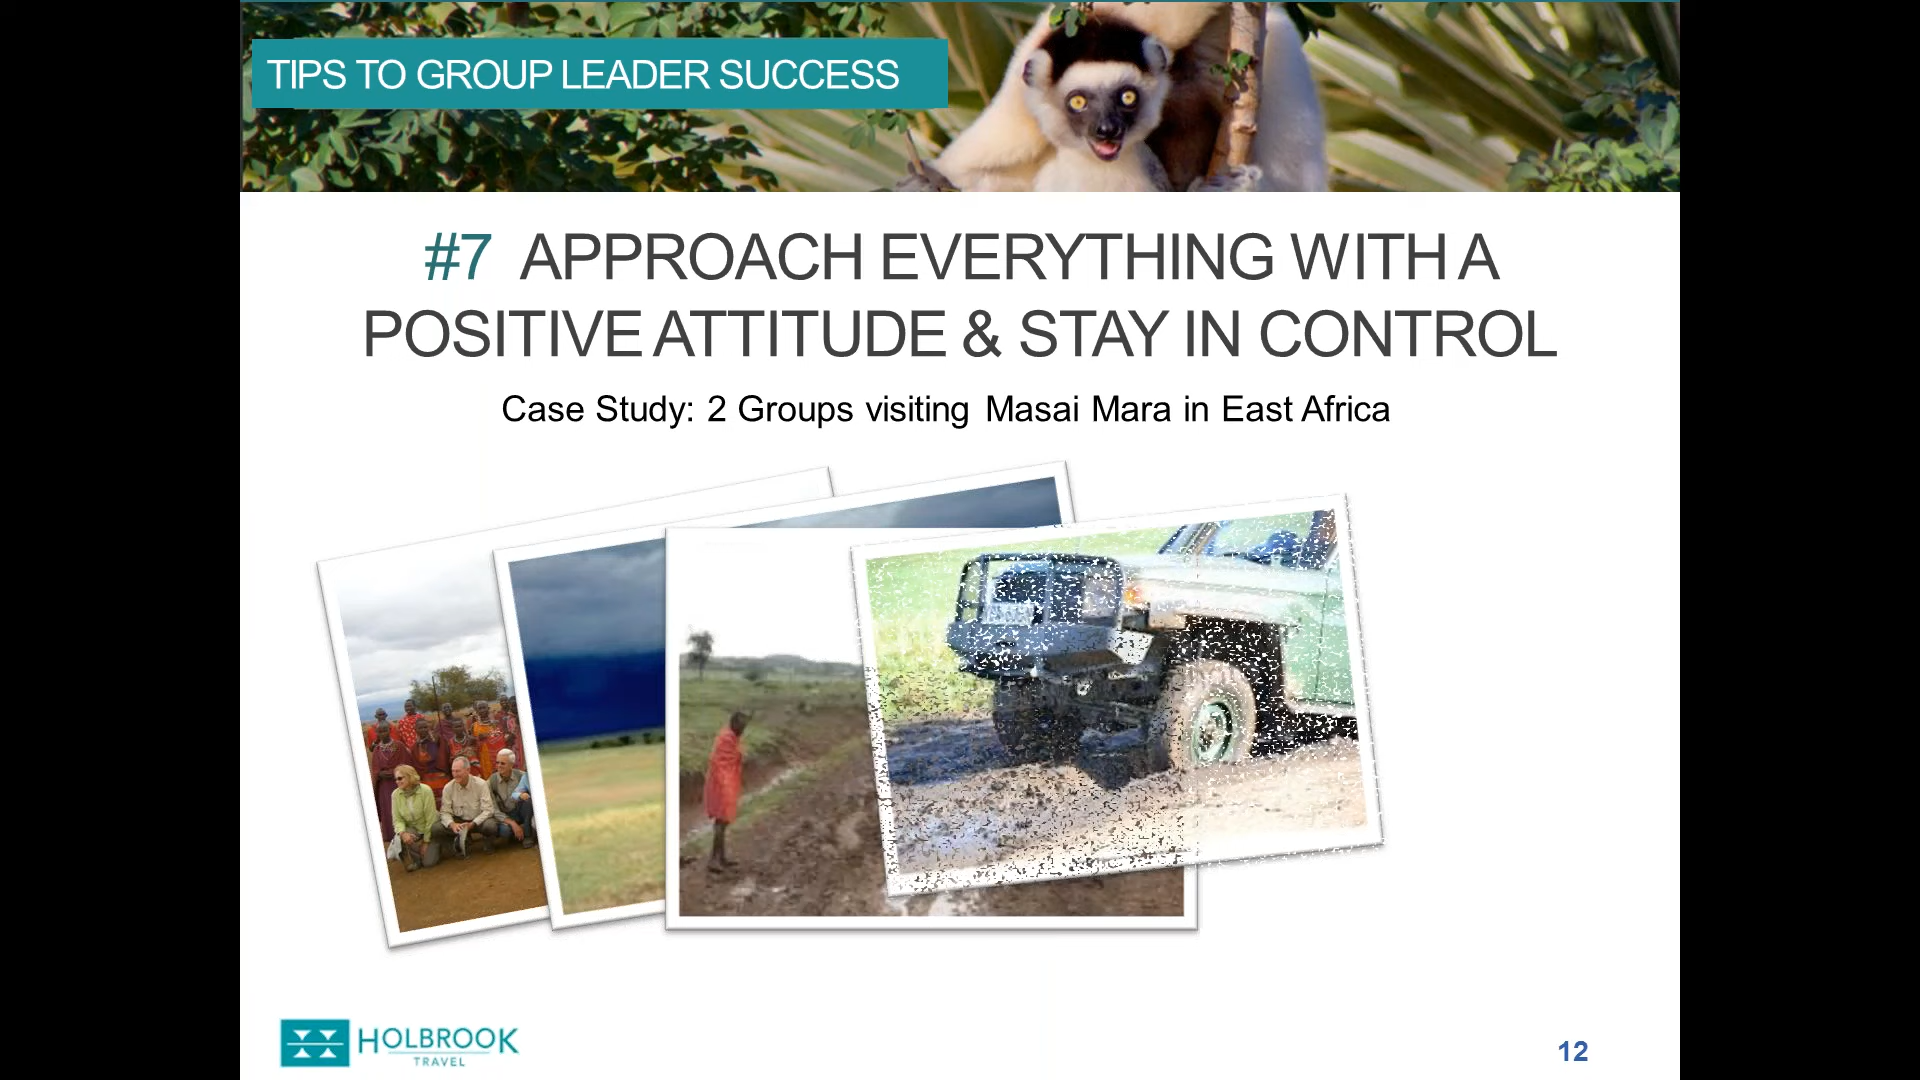 TIPS TO GROUP LEADER SUCCESS
#7 APPROACH EVERYTHING WITH A
POSITIVE ATTITUDE & STAY IN CONTROL
Case Study: 2 Groups visiting Masai Mara in East Africa
HOLBROOK
TRAVEL
12